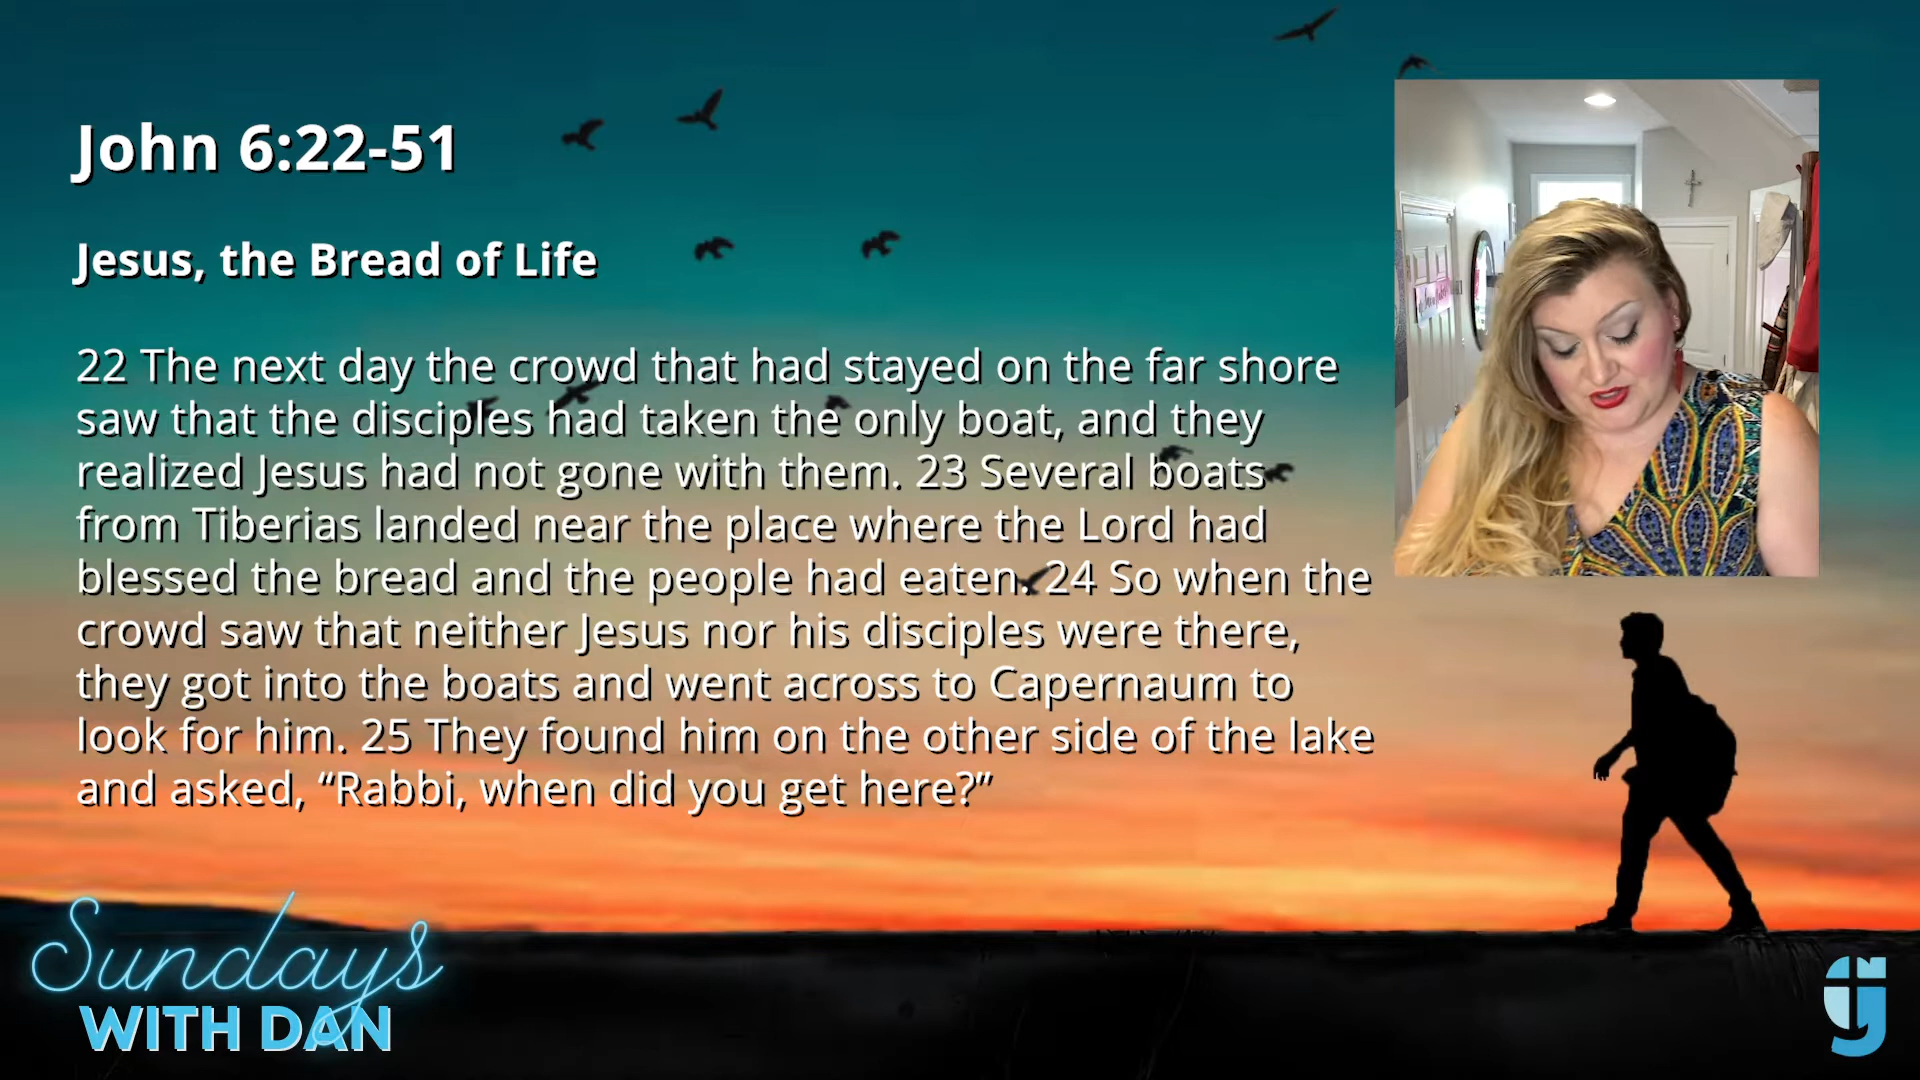 John 6:22-51
Jesus, the Bread of Life
22 The next day the crowd that had stayed on the far shore
saw that the disciples had taken the only boat, and they
realized Jesus had not gone with them. 23 Several boats
from Tiberias landed near the place where the Lord had
blessed the bread and the people had eaten. 24 So when the
crowd saw that neither Jesus nor his disciples were there,
they got into the boats and went across to Capernaum to
look for him. 25 They found him on the other side of the lake
and asked, “Rabbi, when did you get here?”
Sundays
WITH DAN